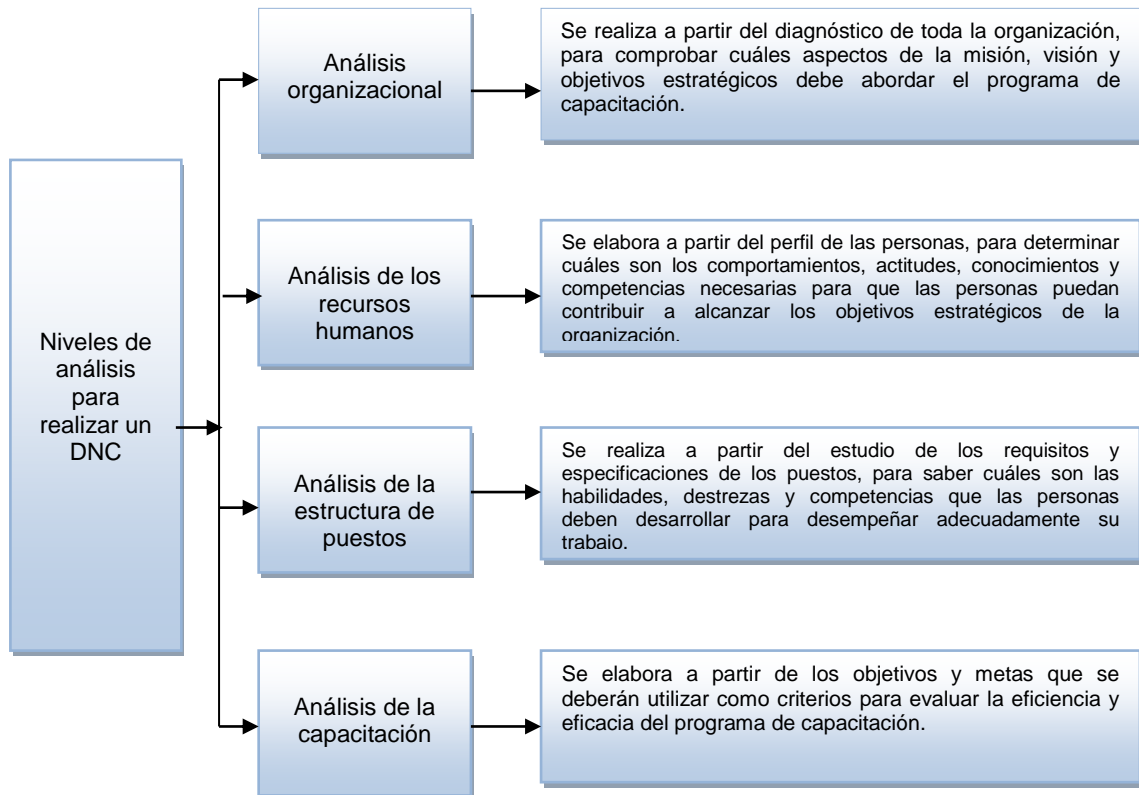 Niveles de
análisis
para
realizar un
DNC
Análisis
organizacional
Se realiza a partir del diagnóstico de toda la organización,
para comprobar cuáles aspectos de la misión, visión y
objetivos estratégicos debe abordar el programa de
capacitación.
Análisis de los
recursos
humanos
Se elabora a partir del perfil de las personas, para determinar
cuáles son los comportamientos, actitudes, conocimientos y
competencias necesarias para que las personas puedan
contribuir a alcanzar los objetivos estratégicos de la
organización.
Análisis de la
estructura de
puestos
Se realiza a partir del estudio de los requisitos y
especificaciones de los puestos, para saber cuáles son las
habilidades, destrezas y competencias que las personas
deben desarrollar para desempeñar adecuadamente su
trabajo.
Análisis de la
capacitación
Se elabora a partir de los objetivos y metas que se
deberán utilizar como criterios para evaluar la eficiencia y
eficacia del programa de capacitación.